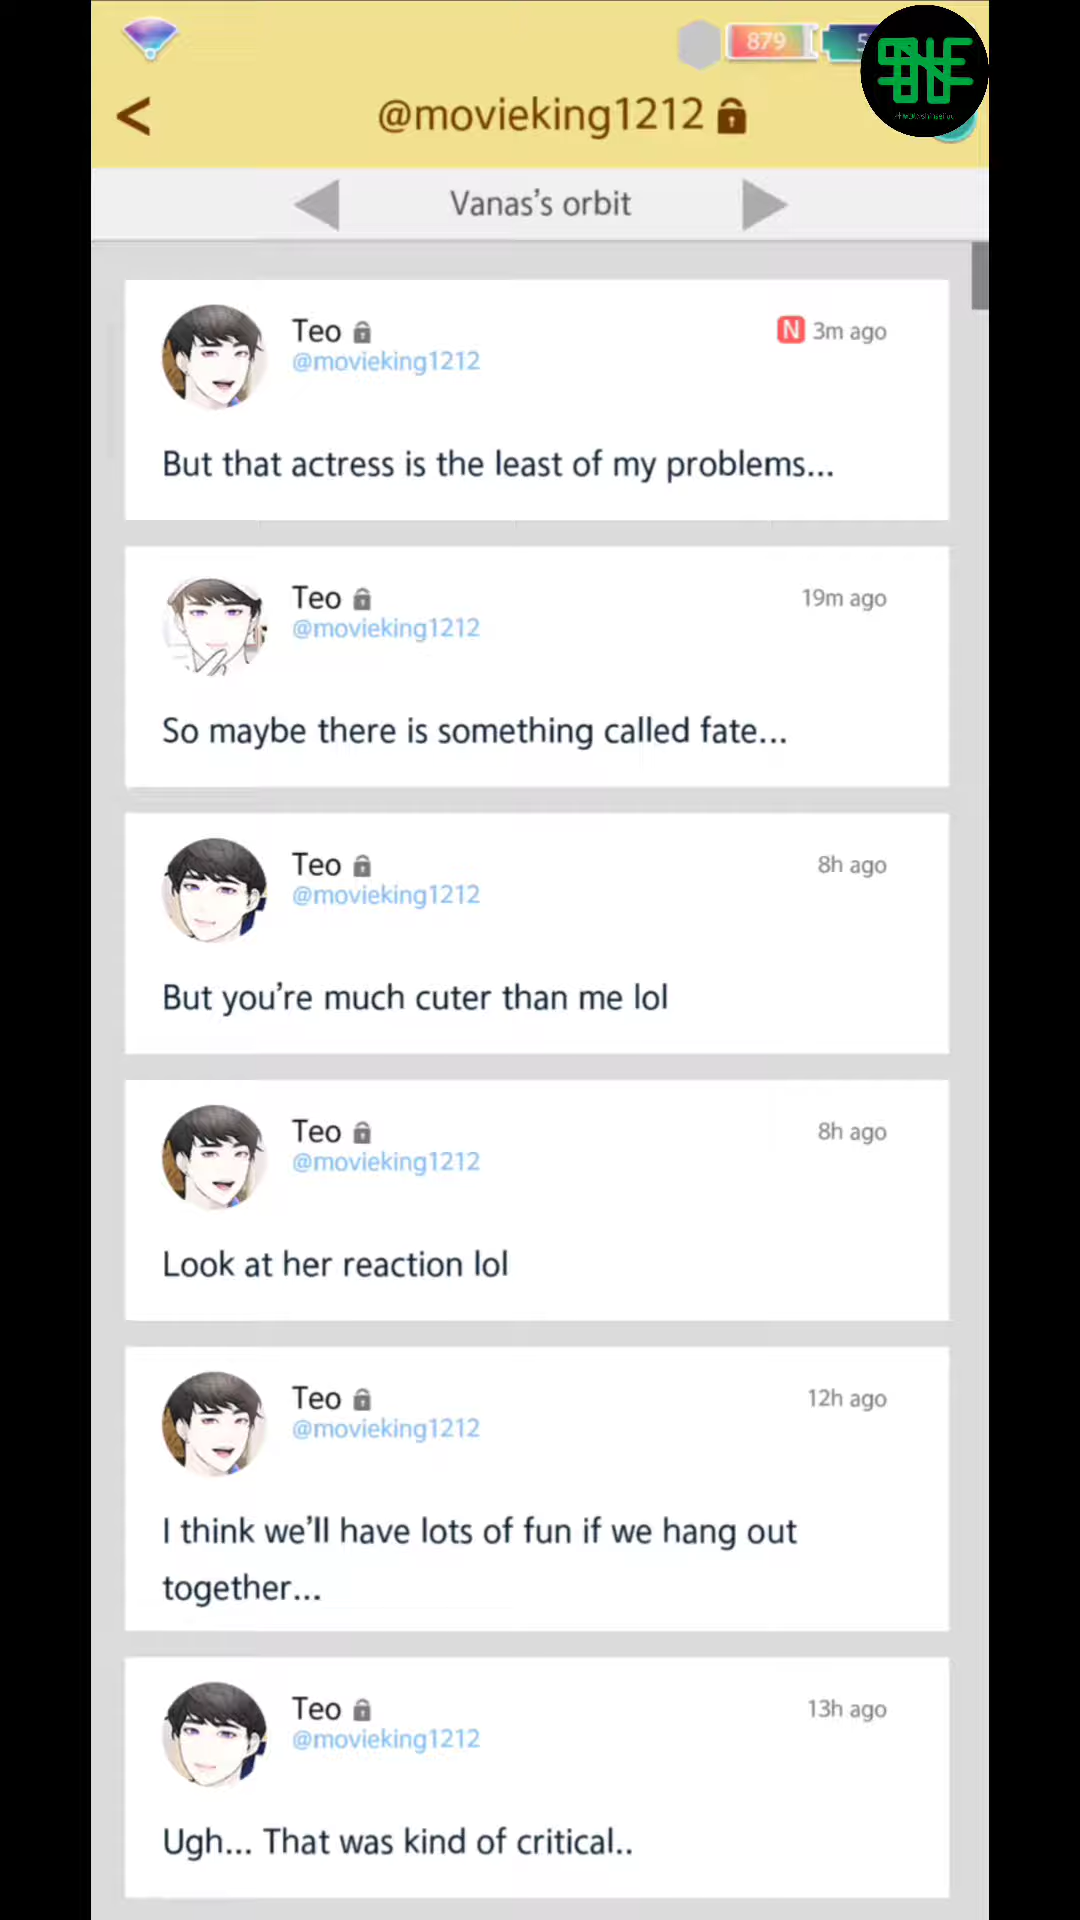 879
@movieking1212
Vanas's orbit
Teo
N 3m ago
@movieking1212
But that actress is the least of my problems...
Teo
19m ago
@movieking1212
So maybe there is something called fate...
Teo
8h ago
@movieking1212
But you're much cuter than me lol
Teo
8h ago
@movieking1212
Look at her reaction lol
Teo
12h ago
@movieking1212
I think we'll have lots of fun if we hang out
together...
Teo
13h ago
@movieking1212
Ugh... That was kind of critical..